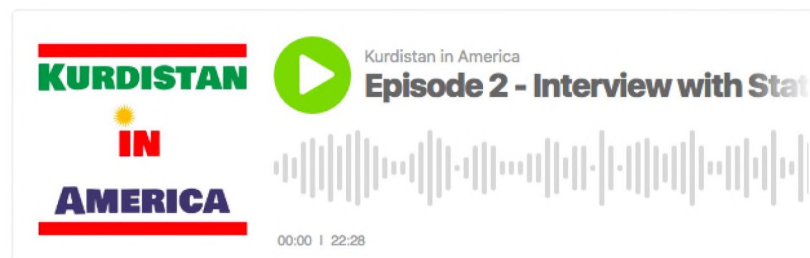 KURDISTAN
IN
AMERICA
Kurdistan in America
Episode 2 - Interview with Stat
00:00 | 22:28